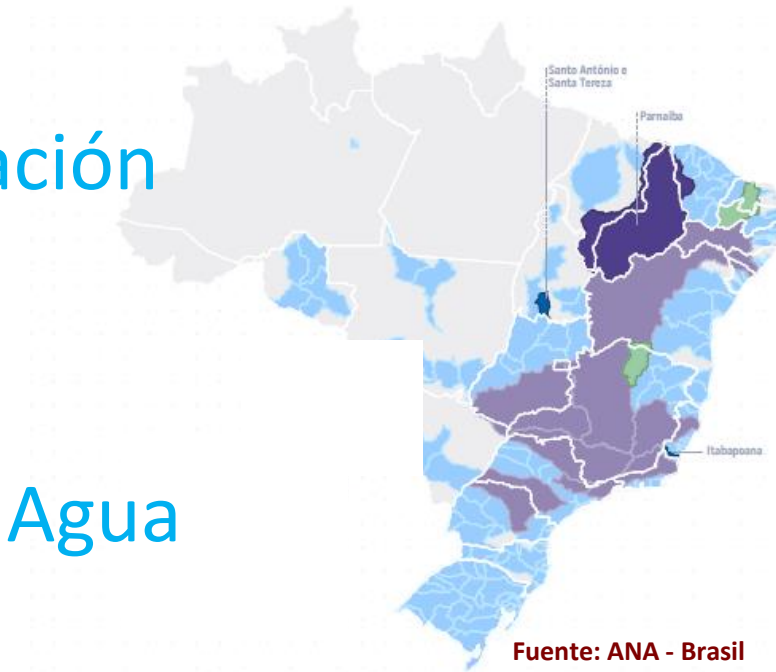 ación
Agua
Santo Antônio e
Santa Tereza
Parnaíba
Itabapoana
Fuente: ANA - Brasil